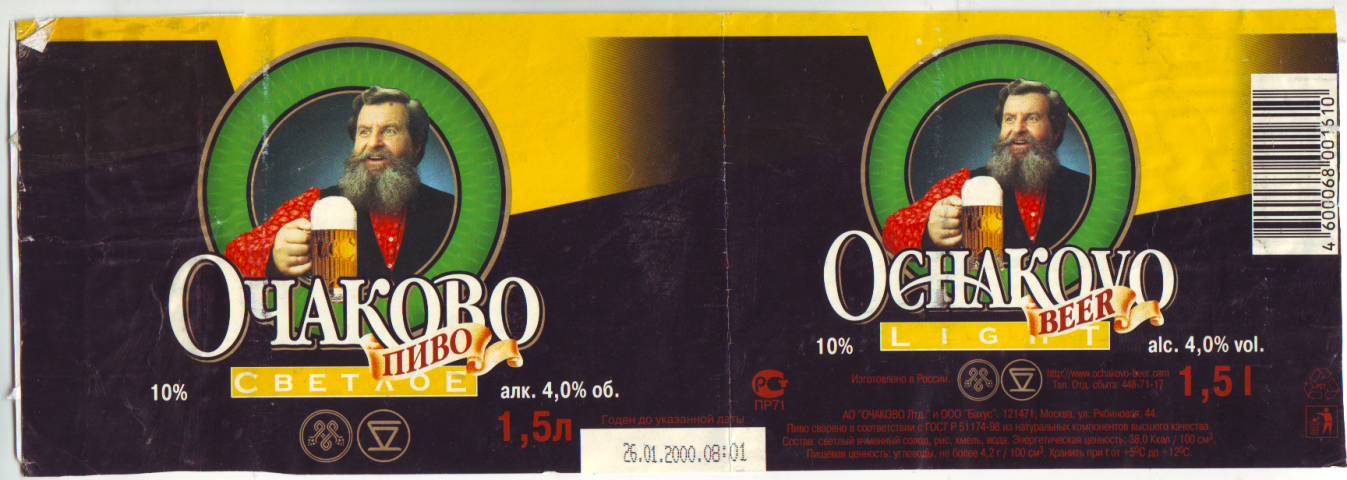 ОЧАКОВО
ПИВО
СВЕТЛОЕ
10%
алк. 4,0% об.
1,5л
Годен до указанной даты
26.01.2000.08:01
OCHAKOVO
BEER
LIGHT
10%
alc. 4,0% vol.
Изготовлено в России.
http://www.ochakovo-beer.com
Тел. Отд. сбыта: 448-71-17
1,5 l
РСТ
ПР71
АО "ОЧАКОВО Лтд." и ООО "Бахус". 121471, Москва, ул. Рябиновая, 44.
Пиво сварено в соответствии с ГОСТ Р 51174-98 из натуральных компонентов высшего качества.
Состав: светлый ячменный солод, рис, хмель, вода. Энергетическая ценность: 38,0 Ккал / 100 см³.
Пищевая ценность: углеводы, не более 4,2 г / 100 см³. Хранить при t от +5ºС до +12ºС.
4 600068 001610